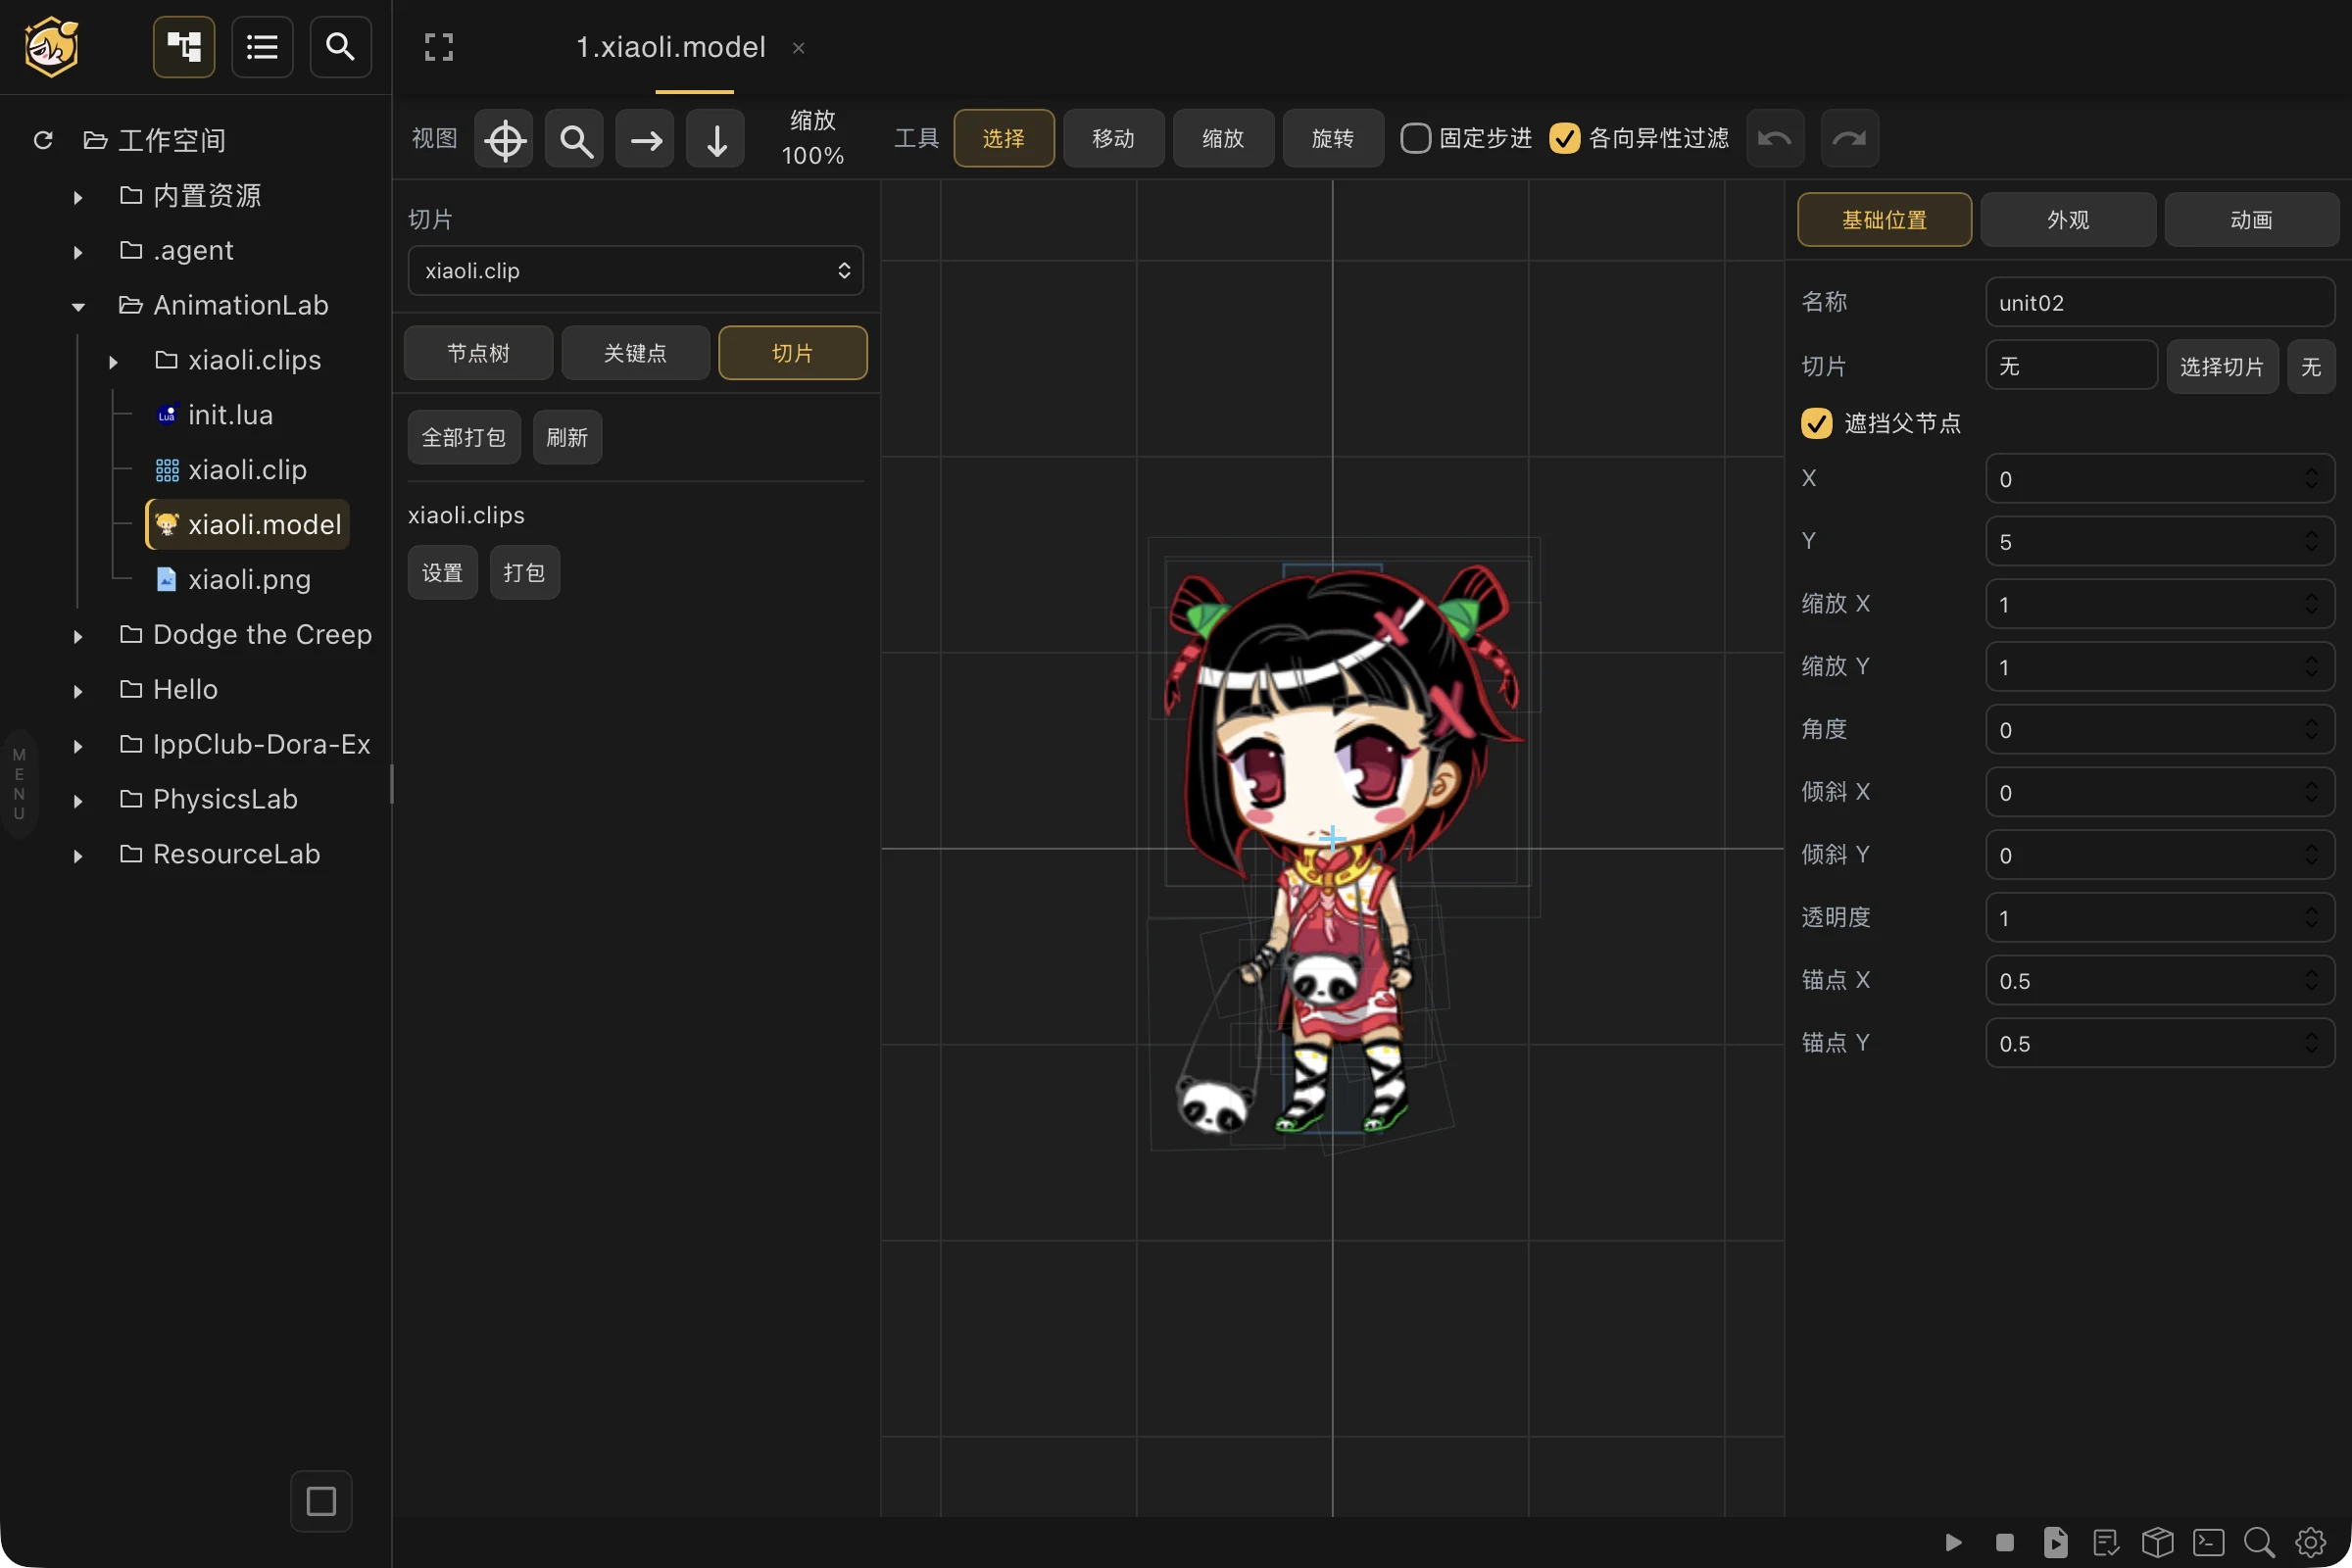 1.xiaoli.model
工作空间
内置资源
.agent
AnimationLab
xiaoli.clips
init.lua
xiaoli.clip
xiaoli.model
xiaoli.png
Dodge the Creep
Hello
IppClub-Dora-Ex
PhysicsLab
ResourceLab
MENU
视图
缩放
100%
工具
选择
移动
缩放
旋转
固定步进
各向异性过滤
切片
xiaoli.clip
节点树
关键点
切片
全部打包
刷新
xiaoli.clips
设置
打包
基础位置
外观
动画
名称
unit02
切片
无
选择切片
无
遮挡父节点
X
0
Y
5
缩放 X
1
缩放 Y
1
角度
0
倾斜 X
0
倾斜 Y
0
透明度
1
锚点 X
0.5
锚点 Y
0.5